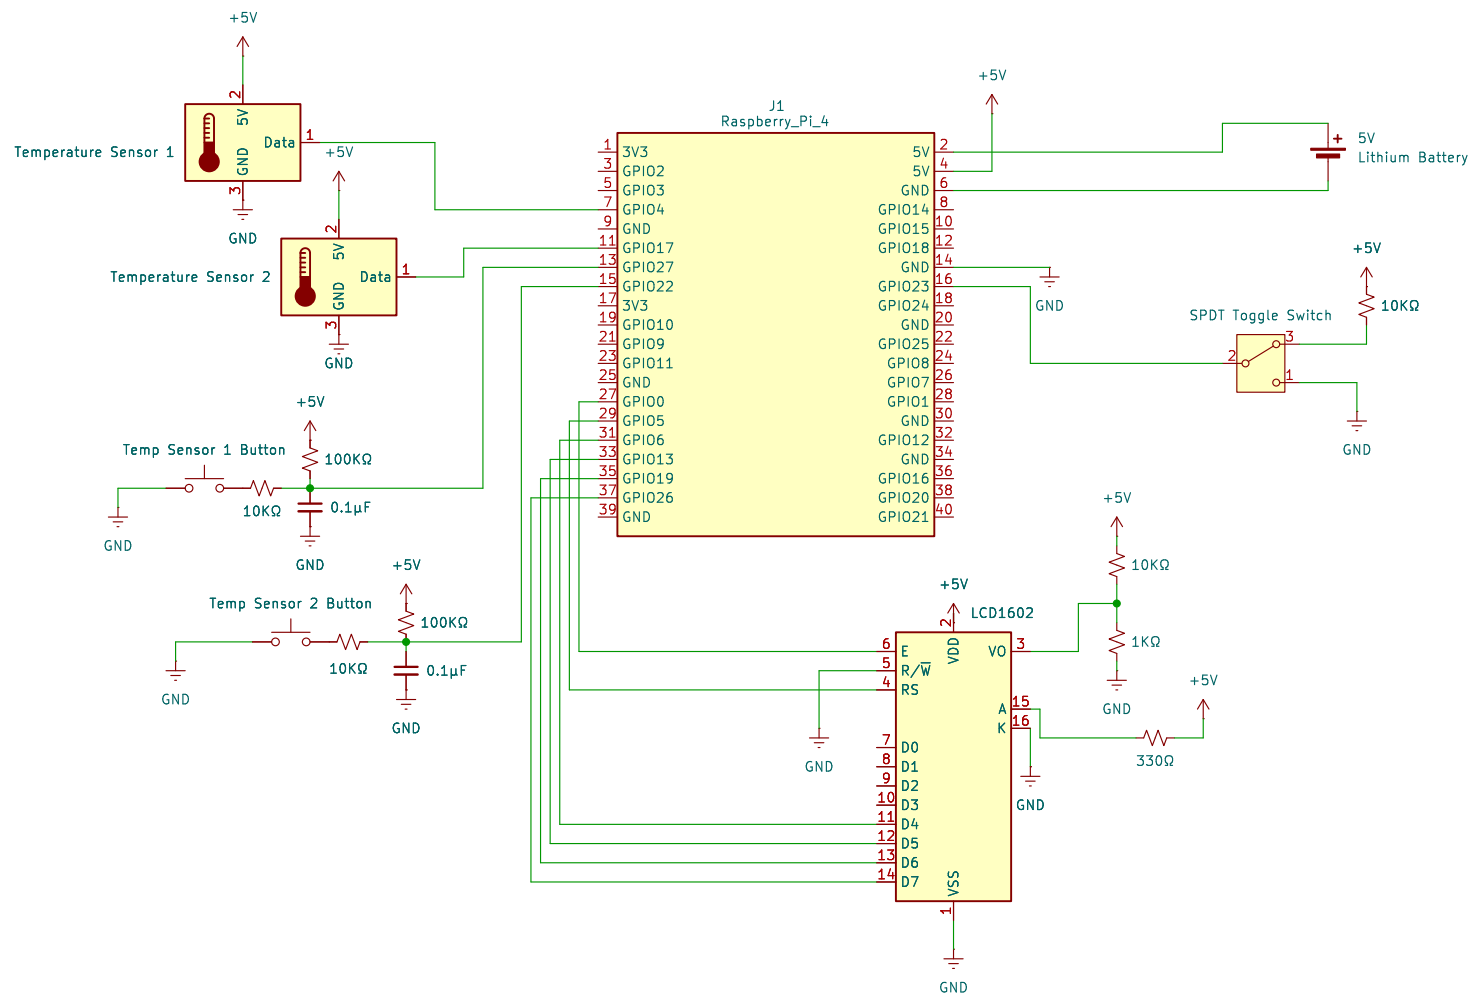 +5V
2
5V
Data
1
GND
3
Temperature Sensor 1
GND
+5V
2
5V
Data
1
GND
3
Temperature Sensor 2
GND
+5V
100KΩ
Temp Sensor 1 Button
10KΩ
0.1µF
GND
GND
+5V
100KΩ
Temp Sensor 2 Button
10KΩ
0.1µF
GND
GND
J1
Raspberry_Pi_4
1 3V3
3 GPIO2
5 GPIO3
7 GPIO4
9 GND
11 GPIO17
13 GPIO27
15 GPIO22
17 3V3
19 GPIO10
21 GPIO9
23 GPIO11
25 GND
27 GPIO0
29 GPIO5
31 GPIO6
33 GPIO13
35 GPIO19
37 GPIO26
39 GND
5V 2
5V 4
GND 6
GPIO14 8
GPIO15 10
GPIO18 12
GND 14
GPIO23 16
GPIO24 18
GND 20
GPIO25 22
GPIO8 24
GPIO7 26
GPIO1 28
GND 30
GPIO12 32
GND 34
GPIO16 36
GPIO20 38
GPIO21 40
+5V
+
5V
Lithium Battery
GND
+5V
10KΩ
SPDT Toggle Switch
3
2
1
GND
+5V
10KΩ
1KΩ
GND
+5V
LCD1602
2
VDD
6 E
5 R/W̅
4 RS
7 D0
8 D1
9 D2
10 D3
11 D4
12 D5
13 D6
14 D7
VO 3
A 15
K 16
VSS
1
GND
GND
GND
+5V
330Ω